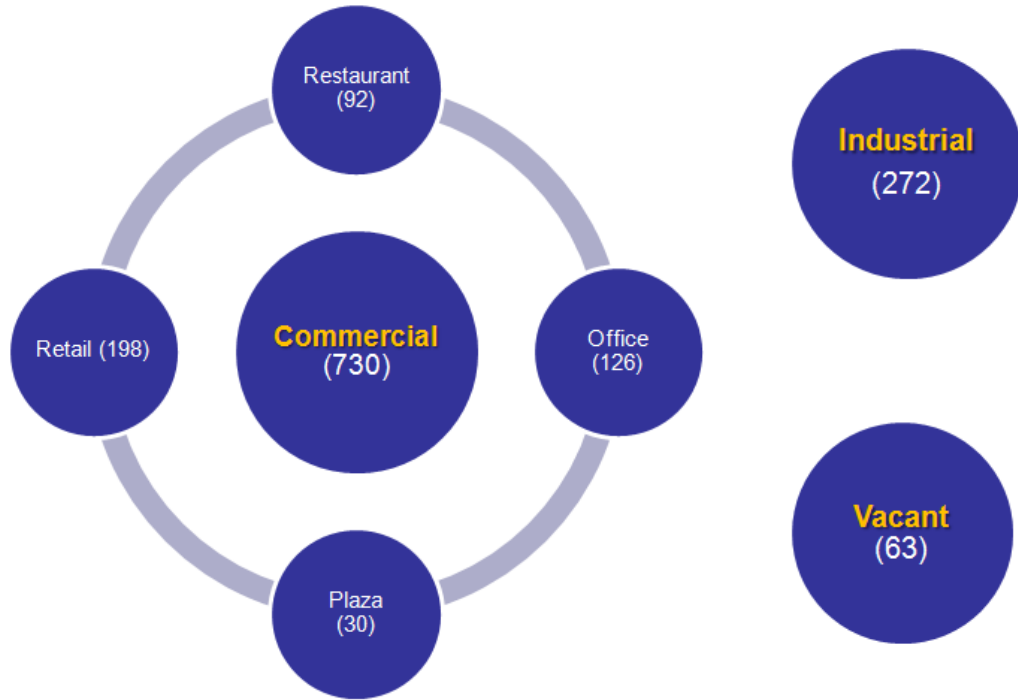 Restaurant
(92)
Industrial
(272)
Retail (198)
Commercial
(730)
Office
(126)
Vacant
(63)
Plaza
(30)